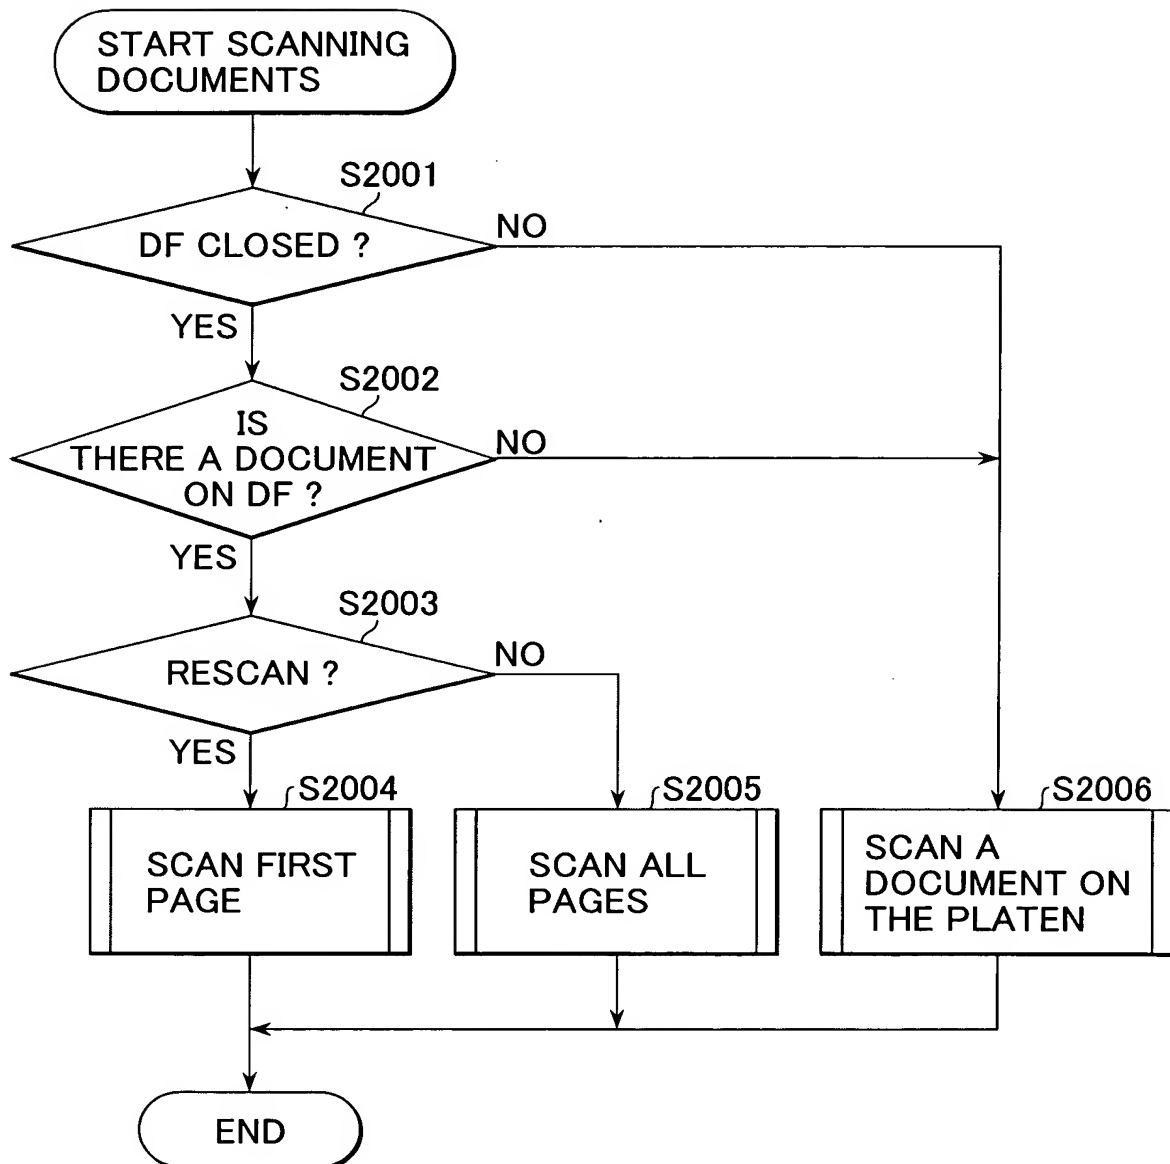 START SCANNING
DOCUMENTS
S2001
DF CLOSED ?
NO
YES
S2002
IS
THERE A DOCUMENT
ON DF ?
NO
YES
S2003
RESCAN ?
NO
YES
S2004
SCAN FIRST
PAGE
S2005
SCAN ALL
PAGES
S2006
SCAN A
DOCUMENT ON
THE PLATEN
END